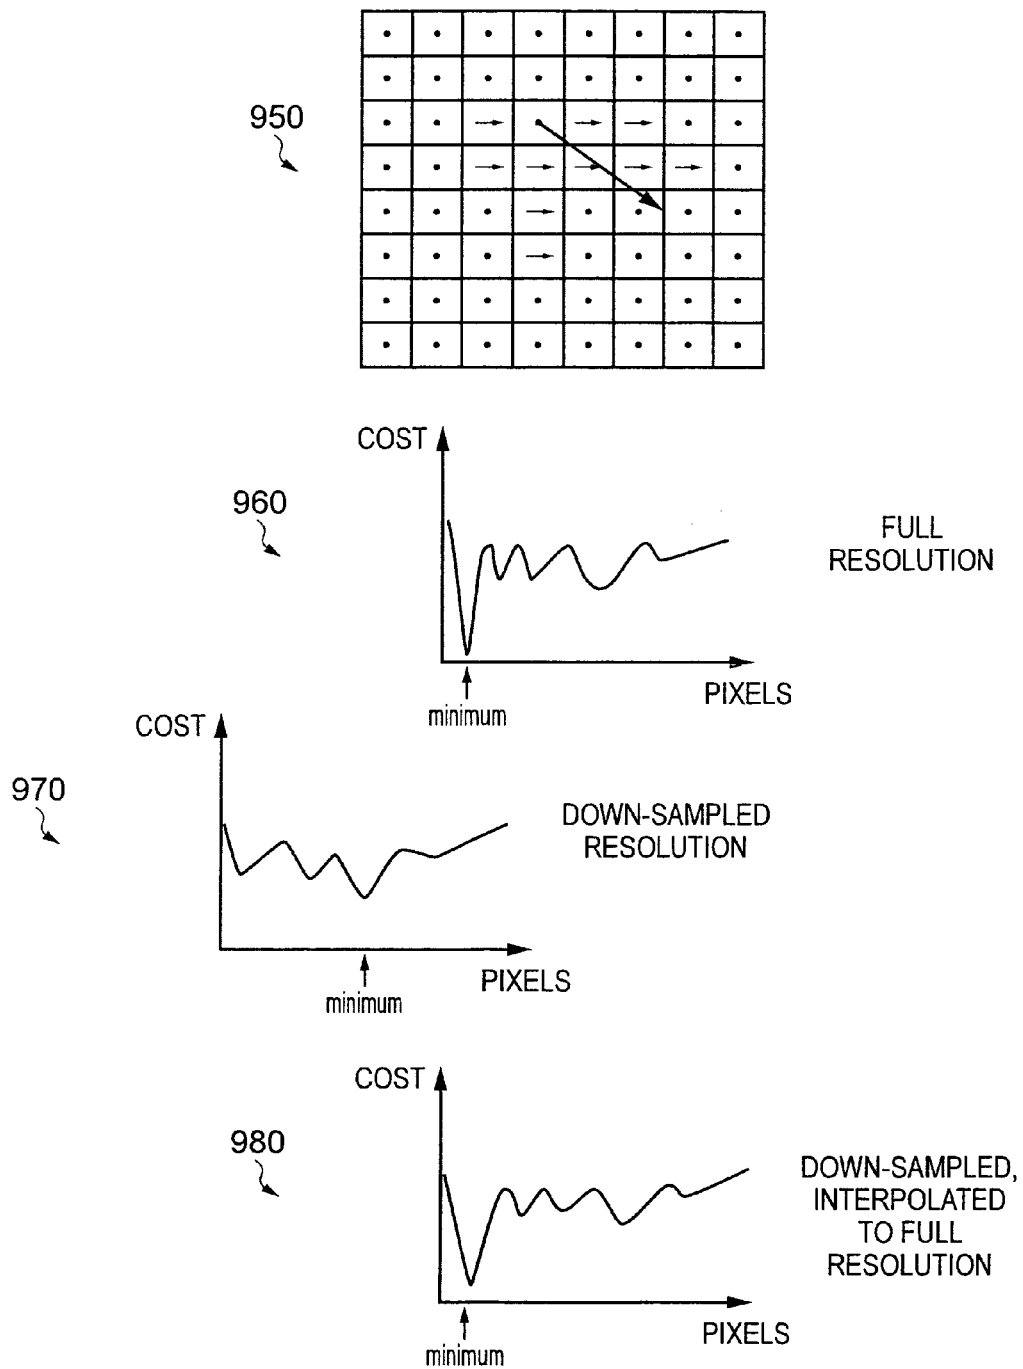 950
COST
960
FULL
RESOLUTION
PIXELS
minimum
COST
970
DOWN-SAMPLED
RESOLUTION
PIXELS
minimum
COST
980
DOWN-SAMPLED,
INTERPOLATED
TO FULL
RESOLUTION
PIXELS
minimum